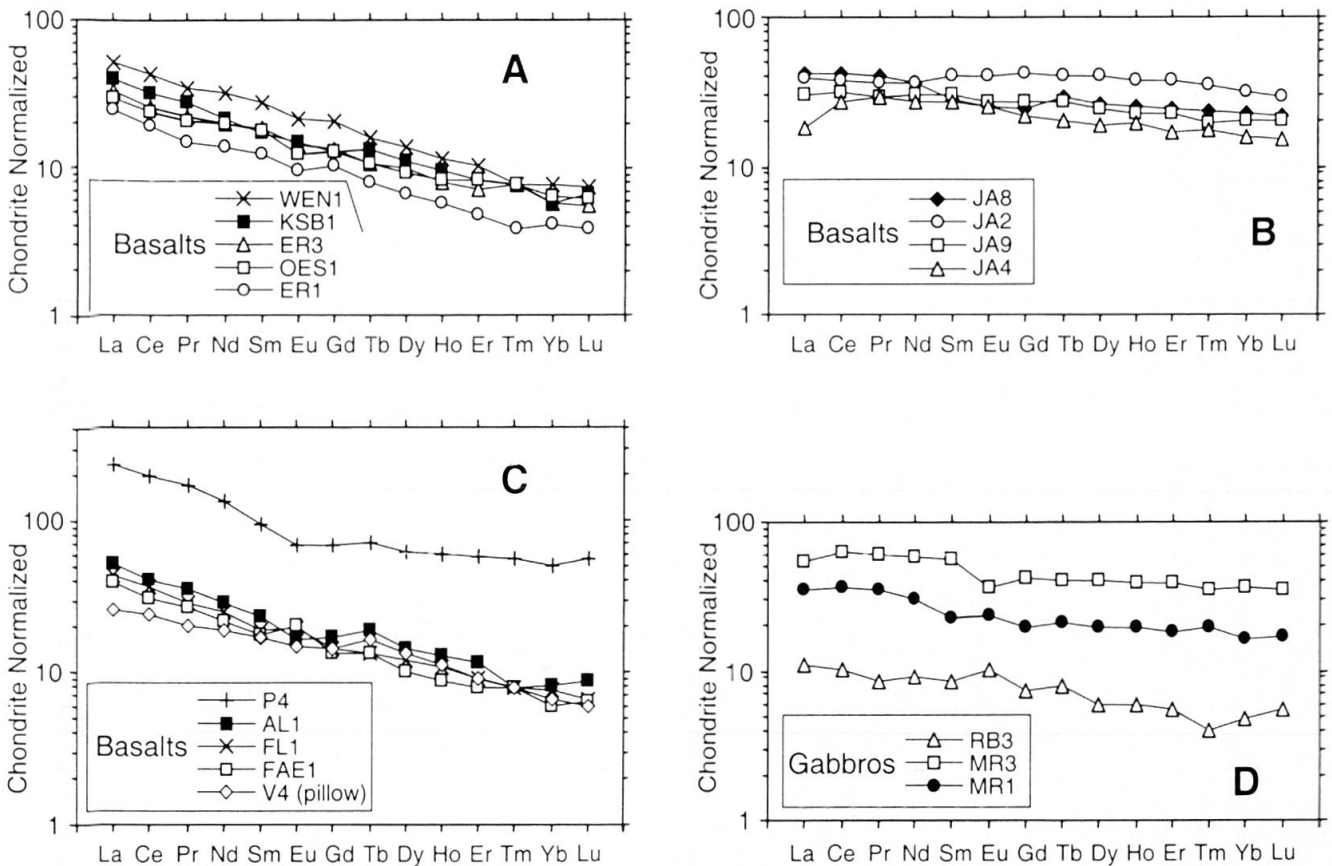 Chondrite Normalized
100
10
1
A
Basalts
WEN1
KSB1
ER3
OES1
ER1
La Ce Pr Nd Sm Eu Gd Tb Dy Ho Er Tm Yb Lu
Chondrite Normalized
100
10
1
B
Basalts
JA8
JA2
JA9
JA4
La Ce Pr Nd Sm Eu Gd Tb Dy Ho Er Tm Yb Lu
Chondrite Normalized
100
10
1
C
Basalts
P4
AL1
FL1
FAE1
V4 (pillow)
La Ce Pr Nd Sm Eu Gd Tb Dy Ho Er Tm Yb Lu
Chondrite Normalized
100
10
1
D
Gabbros
RB3
MR3
MR1
La Ce Pr Nd Sm Eu Gd Tb Dy Ho Er Tm Yb Lu